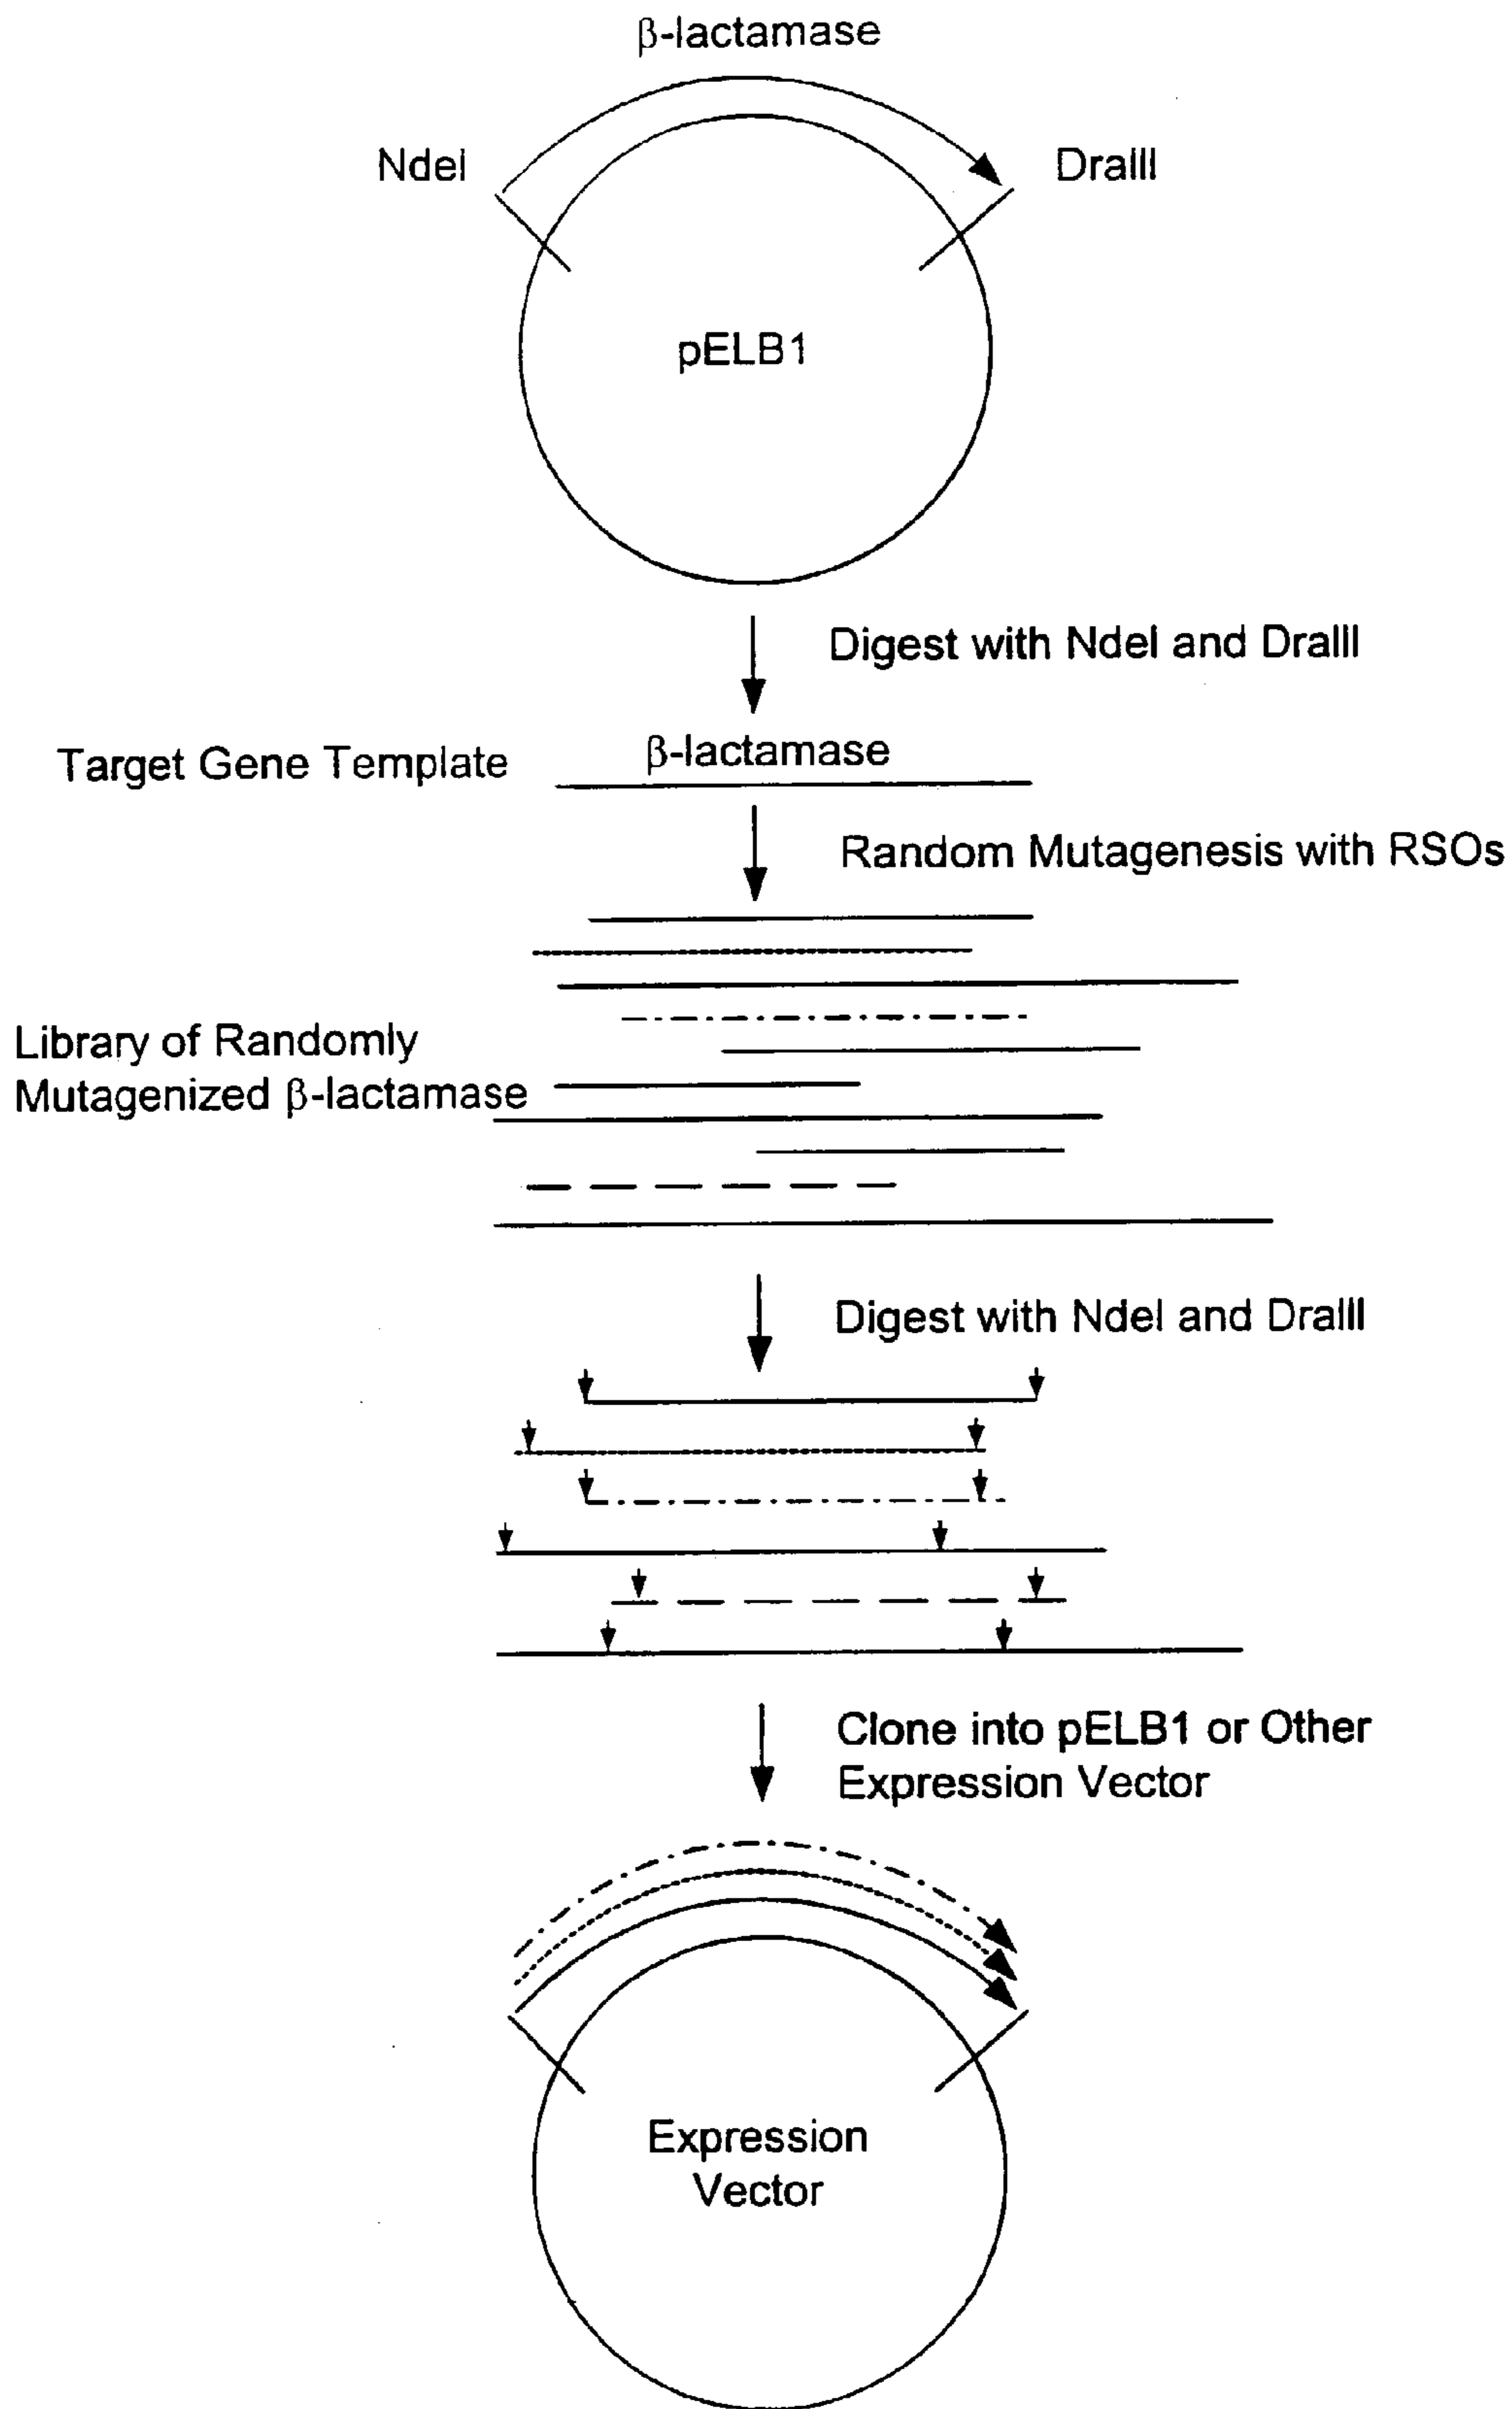 β-lactamase
NdeI
DraIII
pELB1
Digest with NdeI and DraIII
Target Gene Template
β-lactamase
Random Mutagenesis with RSOs
Library of Randomly
Mutagenized β-lactamase
Digest with NdeI and DraIII
Clone into pELB1 or Other
Expression Vector
Expression
Vector